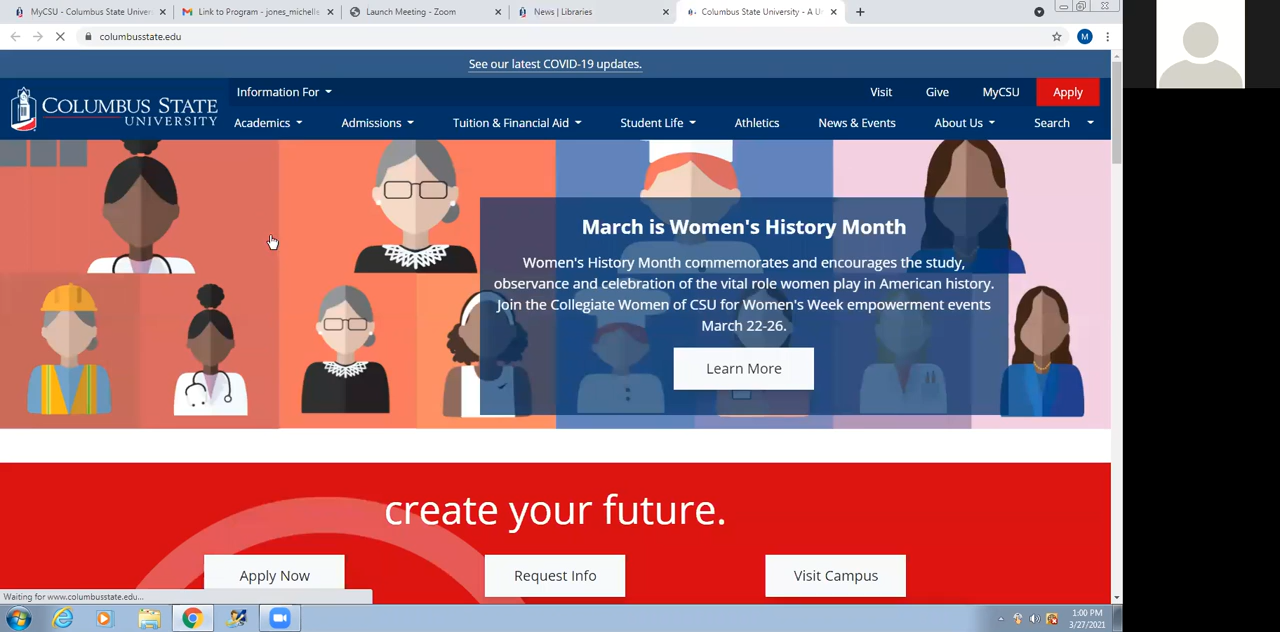 MyCSU - Columbus State Univer
Link to Program - jones_michelle
Launch Meeting - Zoom
News | Libraries
Columbus State University - A U
columbusstate.edu
M
See our latest COVID-19 updates.
COLUMBUS STATE
UNIVERSITY
Information For
Visit
Give
MyCSU
Apply
Academics
Admissions
Tuition & Financial Aid
Student Life
Athletics
News & Events
About Us
Search
March is Women's History Month
Women's History Month commemorates and encourages the study,
observance and celebration of the vital role women play in American history.
Join the Collegiate Women of CSU for Women's Week empowerment events
March 22-26.
Learn More
create your future.
Apply Now
Request Info
Visit Campus
Waiting for www.columbusstate.edu...
1:00 PM
3/27/2021